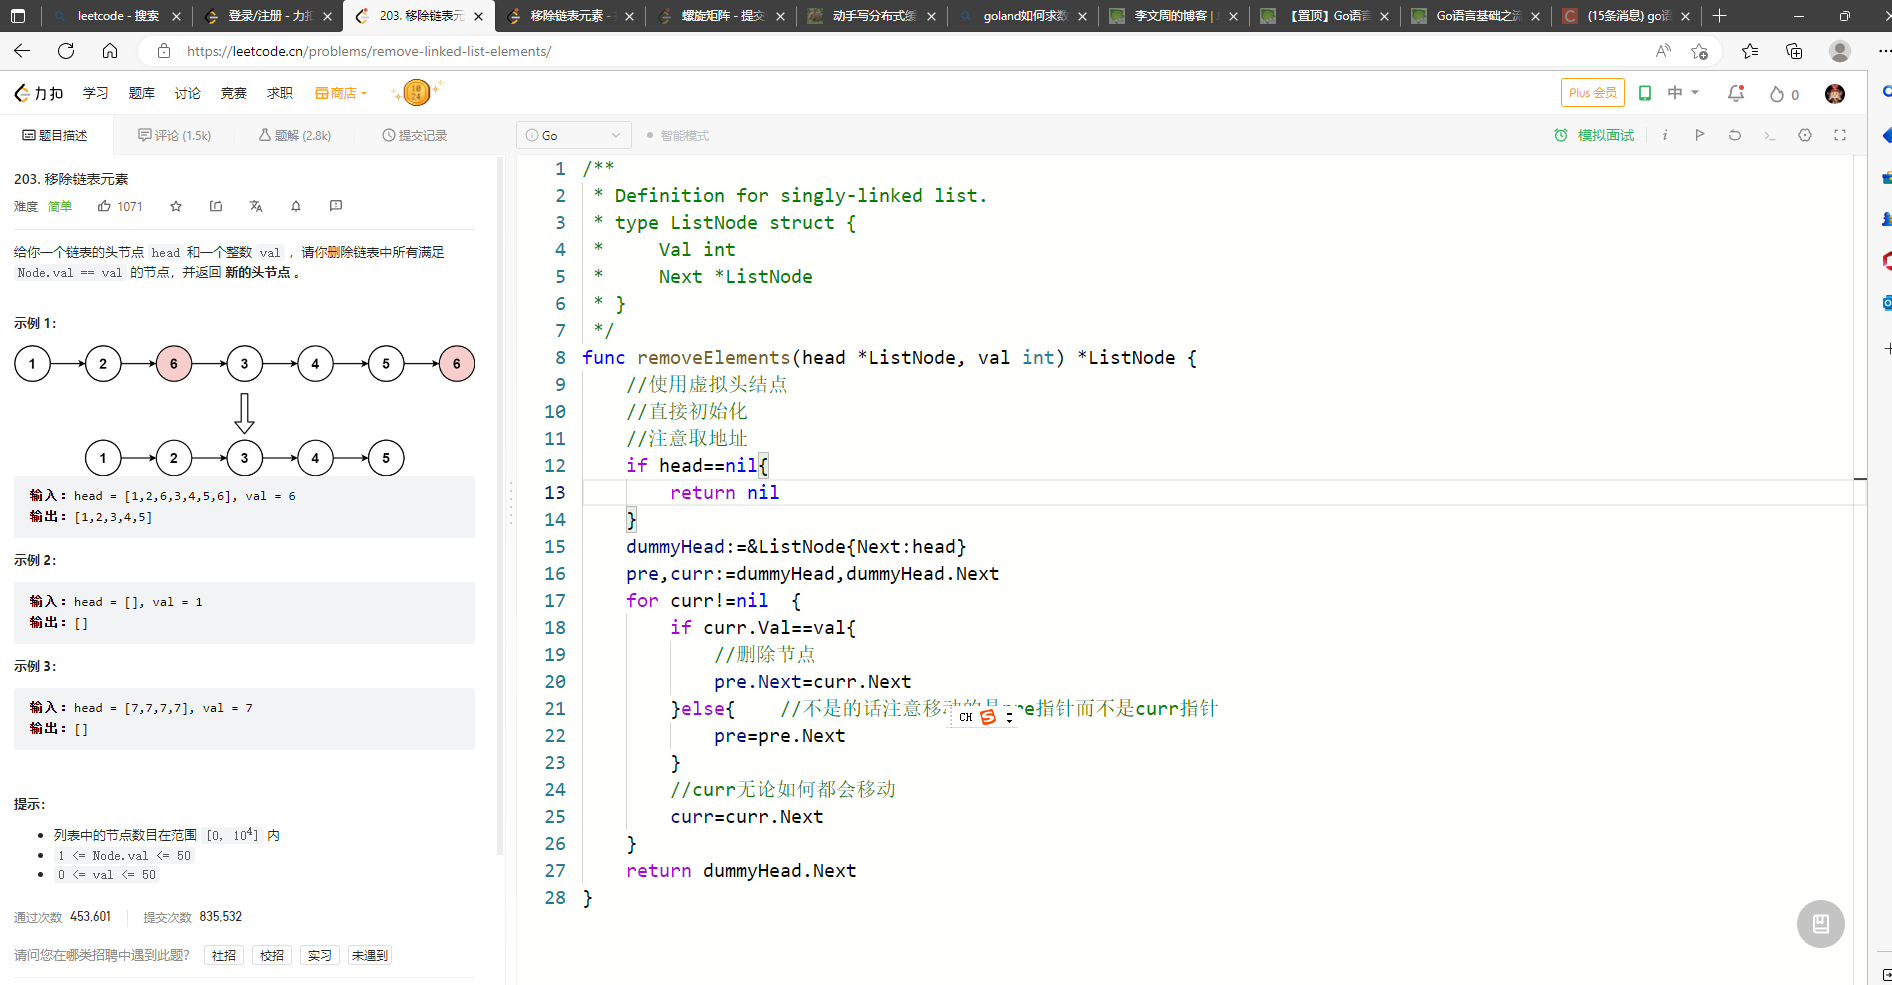 leetcode - 搜索
登录/注册 - 力扣
203. 移除链表元
移除链表元素 -
螺旋矩阵 - 提交
动手写分布式缓
goland如何求数
李文周的博客 |
【置顶】Go语言
Go语言基础之流
(15条消息) go语
https://leetcode.cn/problems/remove-linked-list-elements/
力扣 学习 题库 讨论 竞赛 求职 商店
Plus 会员 中 0
题目描述 评论 (1.5k) 题解 (2.8k) 提交记录
Go 智能模式 模拟面试
203. 移除链表元素
难度 简单 1071
给你一个链表的头节点 head 和一个整数 val ，请你删除链表中所有满足
Node.val == val 的节点，并返回 新的头节点 。
示例 1：
1 2 6 3 4 5 6
1 2 3 4 5
输入：head = [1,2,6,3,4,5,6], val = 6
输出：[1,2,3,4,5]
示例 2：
输入：head = [], val = 1
输出：[]
示例 3：
输入：head = [7,7,7,7], val = 7
输出：[]
提示：
列表中的节点数目在范围 [0, 10⁴] 内
1 <= Node.val <= 50
0 <= val <= 50
通过次数 453,601 提交次数 835,532
请问您在哪类招聘中遇到此题? 社招 校招 实习 未遇到
1 /**
2 * Definition for singly-linked list.
3 * type ListNode struct {
4 * Val int
5 * Next *ListNode
6 * }
7 */
8 func removeElements(head *ListNode, val int) *ListNode {
9 //使用虚拟头结点
10 //直接初始化
11 //注意取地址
12 if head==nil{
13 return nil
14 }
15 dummyHead:=&ListNode{Next:head}
16 pre,curr:=dummyHead,dummyHead.Next
17 for curr!=nil {
18 if curr.Val==val{
19 //删除节点
20 pre.Next=curr.Next
21 }else{ //不是的话注意移动的是pre指针而不是curr指针
CH
22 pre=pre.Next
23 }
24 //curr无论如何都会移动
25 curr=curr.Next
26 }
27 return dummyHead.Next
28 }